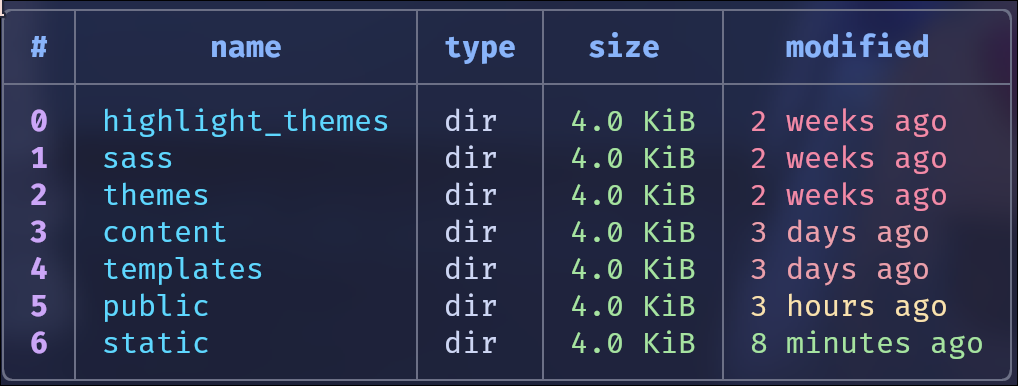 # name type size modified
0 highlight_themes dir 4.0 KiB 2 weeks ago
1 sass dir 4.0 KiB 2 weeks ago
2 themes dir 4.0 KiB 2 weeks ago
3 content dir 4.0 KiB 3 days ago
4 templates dir 4.0 KiB 3 days ago
5 public dir 4.0 KiB 3 hours ago
6 static dir 4.0 KiB 8 minutes ago